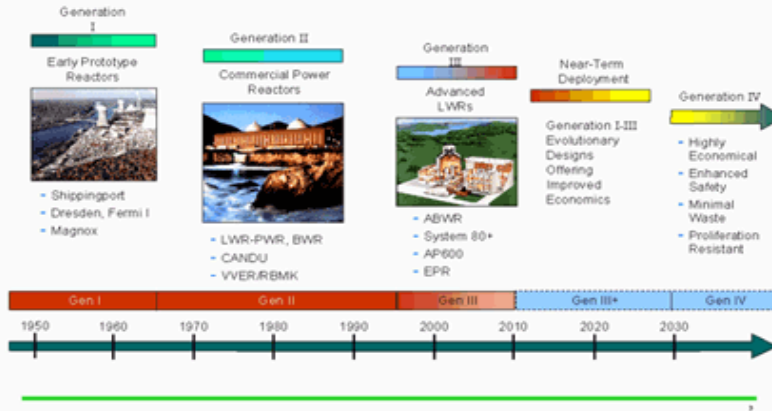 Generation
I
Early Prototype
Reactors
- Shippingport
- Dresden, Fermi I
- Magnox
Generation II
Commercial Power
Reactors
- LWR-PWR, BWR
- CANDU
- VVER/RBMK
Generation
III
Advanced
LWRs
- ABWR
- System 80+
- AP600
- EPR
Near-Term
Deployment
Generation I-III
Evolutionary
Designs
Offering
Improved
Economics
Generation IV
- Highly
Economical
- Enhanced
Safety
- Minimal
Waste
- Proliferation
Resistant
Gen I
Gen II
Gen III
Gen III+
Gen IV
1950
1960
1970
1980
1990
2000
2010
2020
2030